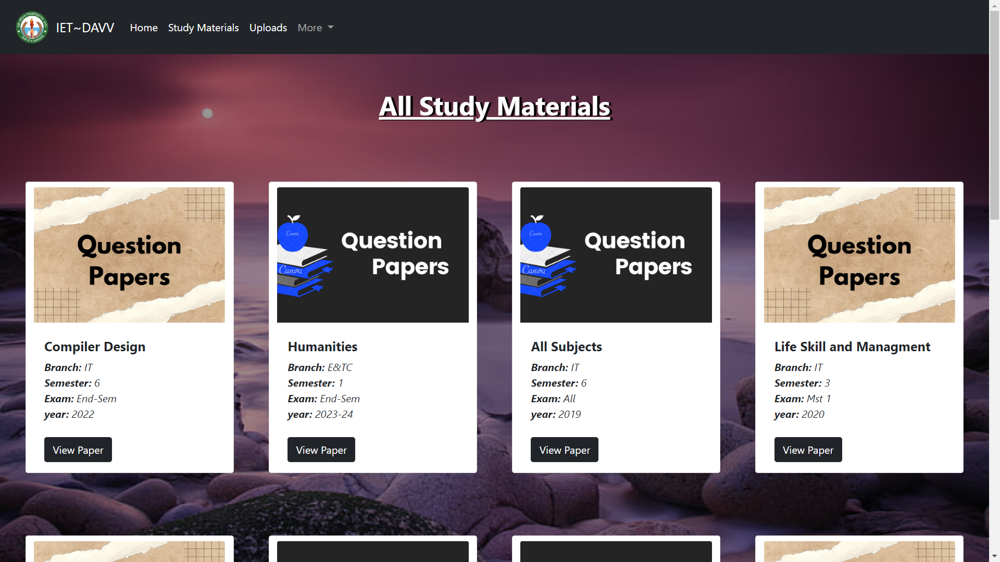 IET~DAVV Home Study Materials Uploads More
All Study Materials
Question
Papers
Compiler Design
Branch: IT
Semester: 6
Exam: End-Sem
year: 2022
View Paper
Canva
Canva
Question
Papers
Humanities
Branch: E&TC
Semester: 1
Exam: End-Sem
year: 2023-24
View Paper
Canva
Canva
Question
Papers
All Subjects
Branch: IT
Semester: 6
Exam: All
year: 2019
View Paper
Question
Papers
Life Skill and Managment
Branch: IT
Semester: 3
Exam: Mst 1
year: 2020
View Paper